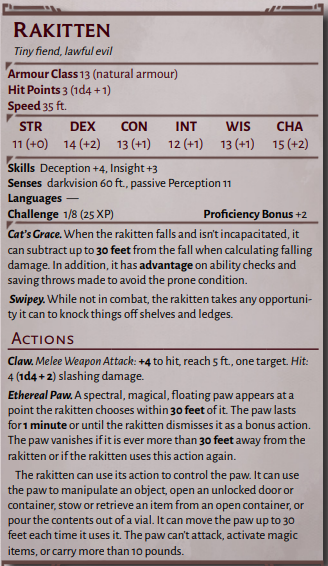 RAKITTEN
Tiny fiend, lawful evil
Armour Class 13 (natural armour)
Hit Points 3 (1d4 + 1)
Speed 35 ft.
STR DEX CON INT WIS CHA
11 (+0) 14 (+2) 13 (+1) 12 (+1) 13 (+1) 15 (+2)
Skills Deception +4, Insight +3
Senses darkvision 60 ft., passive Perception 11
Languages —
Challenge 1/8 (25 XP) Proficiency Bonus +2
Cat's Grace. When the rakitten falls and isn't incapacitated, it
can subtract up to 30 feet from the fall when calculating falling
damage. In addition, it has advantage on ability checks and
saving throws made to avoid the prone condition.
Swipey. While not in combat, the rakitten takes any opportuni-
ty it can to knock things off shelves and ledges.
ACTIONS
Claw. Melee Weapon Attack: +4 to hit, reach 5 ft., one target. Hit:
4 (1d4 + 2) slashing damage.
Ethereal Paw. A spectral, magical, floating paw appears at a
point the rakitten chooses within 30 feet of it. The paw lasts
for 1 minute or until the rakitten dismisses it as a bonus action.
The paw vanishes if it is ever more than 30 feet away from the
rakitten or if the rakitten uses this action again.
The rakitten can use its action to control the paw. It can use
the paw to manipulate an object, open an unlocked door or
container, stow or retrieve an item from an open container, or
pour the contents out of a vial. It can move the paw up to 30
feet each time it uses it. The paw can't attack, activate magic
items, or carry more than 10 pounds.